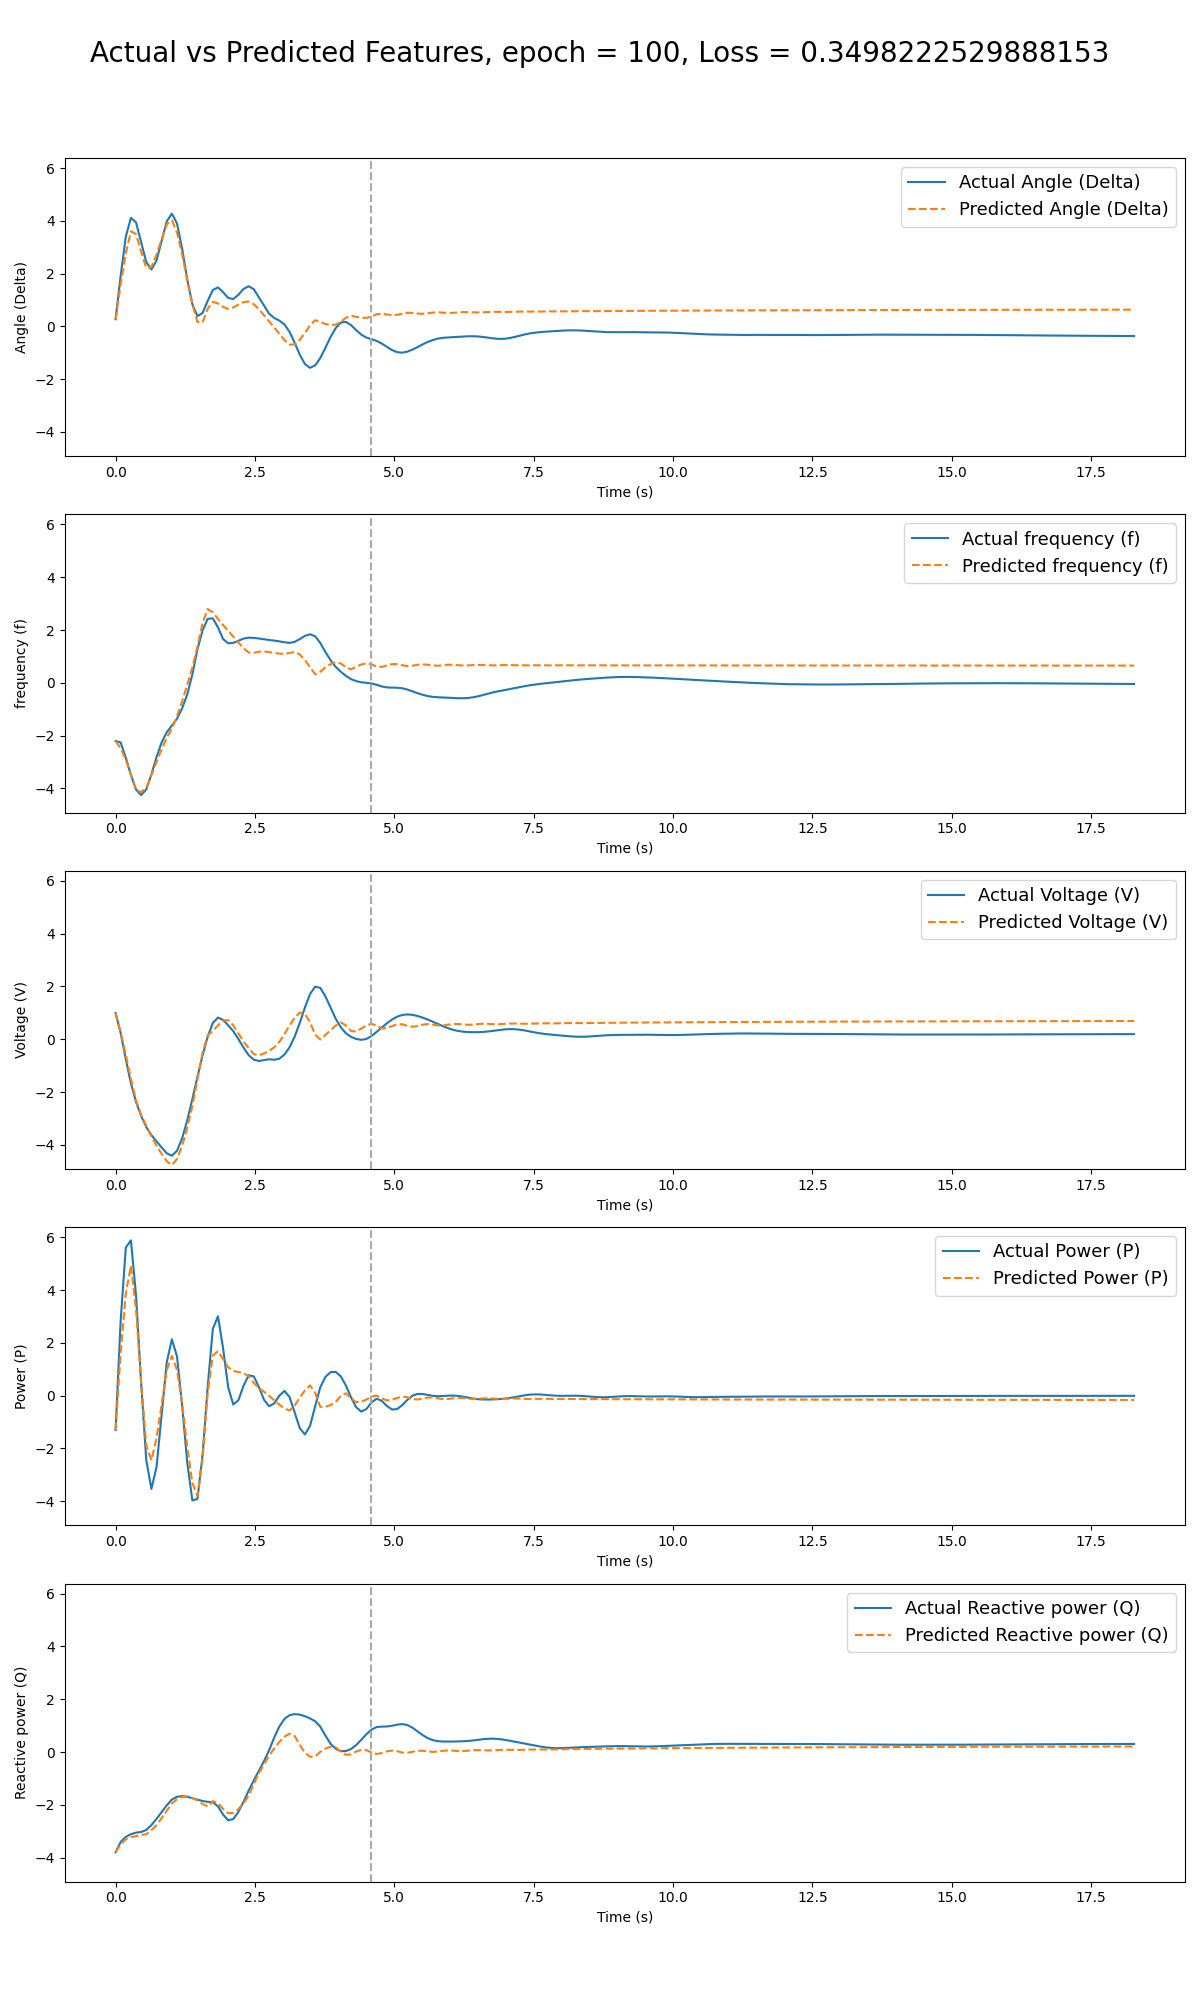 Actual vs Predicted Features, epoch = 100, Loss = 0.3498222529888153
6
4
2
0
−2
−4
Angle (Delta)
Actual Angle (Delta)
Predicted Angle (Delta)
0.0 2.5 5.0 7.5 10.0 12.5 15.0 17.5
Time (s)
6
4
2
0
−2
−4
frequency (f)
Actual frequency (f)
Predicted frequency (f)
0.0 2.5 5.0 7.5 10.0 12.5 15.0 17.5
Time (s)
6
4
2
0
−2
−4
Voltage (V)
Actual Voltage (V)
Predicted Voltage (V)
0.0 2.5 5.0 7.5 10.0 12.5 15.0 17.5
Time (s)
6
4
2
0
−2
−4
Power (P)
Actual Power (P)
Predicted Power (P)
0.0 2.5 5.0 7.5 10.0 12.5 15.0 17.5
Time (s)
6
4
2
0
−2
−4
Reactive power (Q)
Actual Reactive power (Q)
Predicted Reactive power (Q)
0.0 2.5 5.0 7.5 10.0 12.5 15.0 17.5
Time (s)